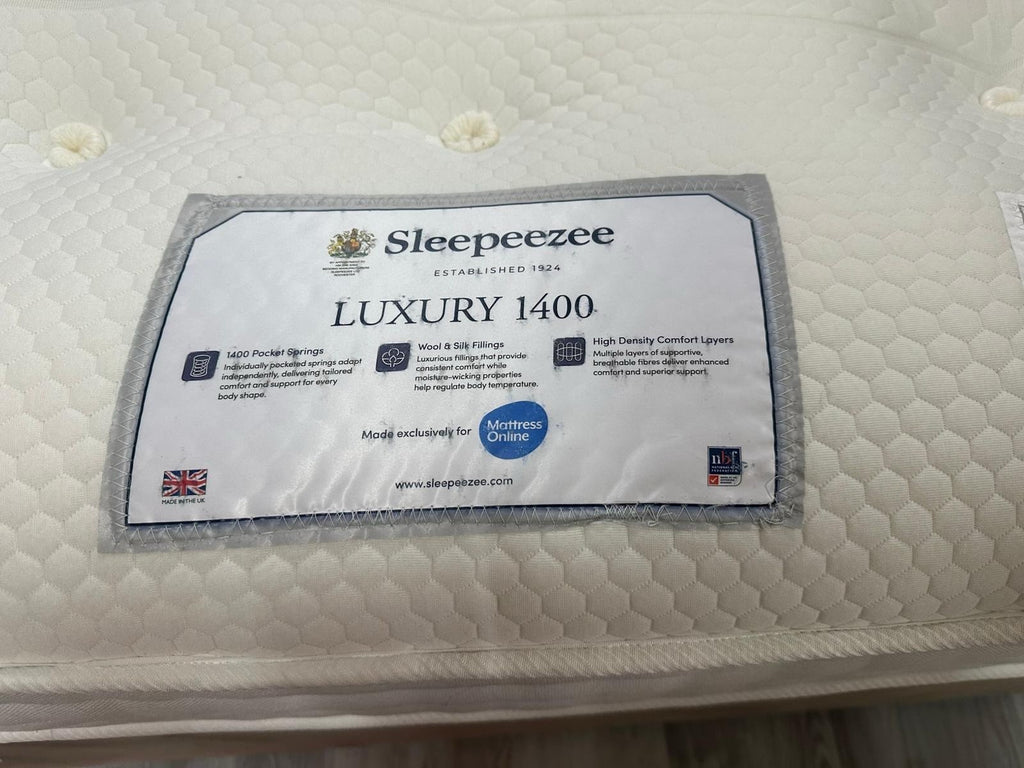 Sleepeezee
ESTABLISHED 1924
LUXURY 1400
1400 Pocket Springs
Individually pocketed springs adapt
independently, delivering tailored
comfort and support for every
body shape.
Wool & Silk Fillings
Luxurious fillings that provide
consistent comfort while
moisture-wicking properties
help regulate body temperature.
High Density Comfort Layers
Multiple layers of supportive,
breathable fibres deliver enhanced
comfort and superior support.
Made exclusively for
Mattress
Online
www.sleepeezee.com
MADE IN THE UK
nbf